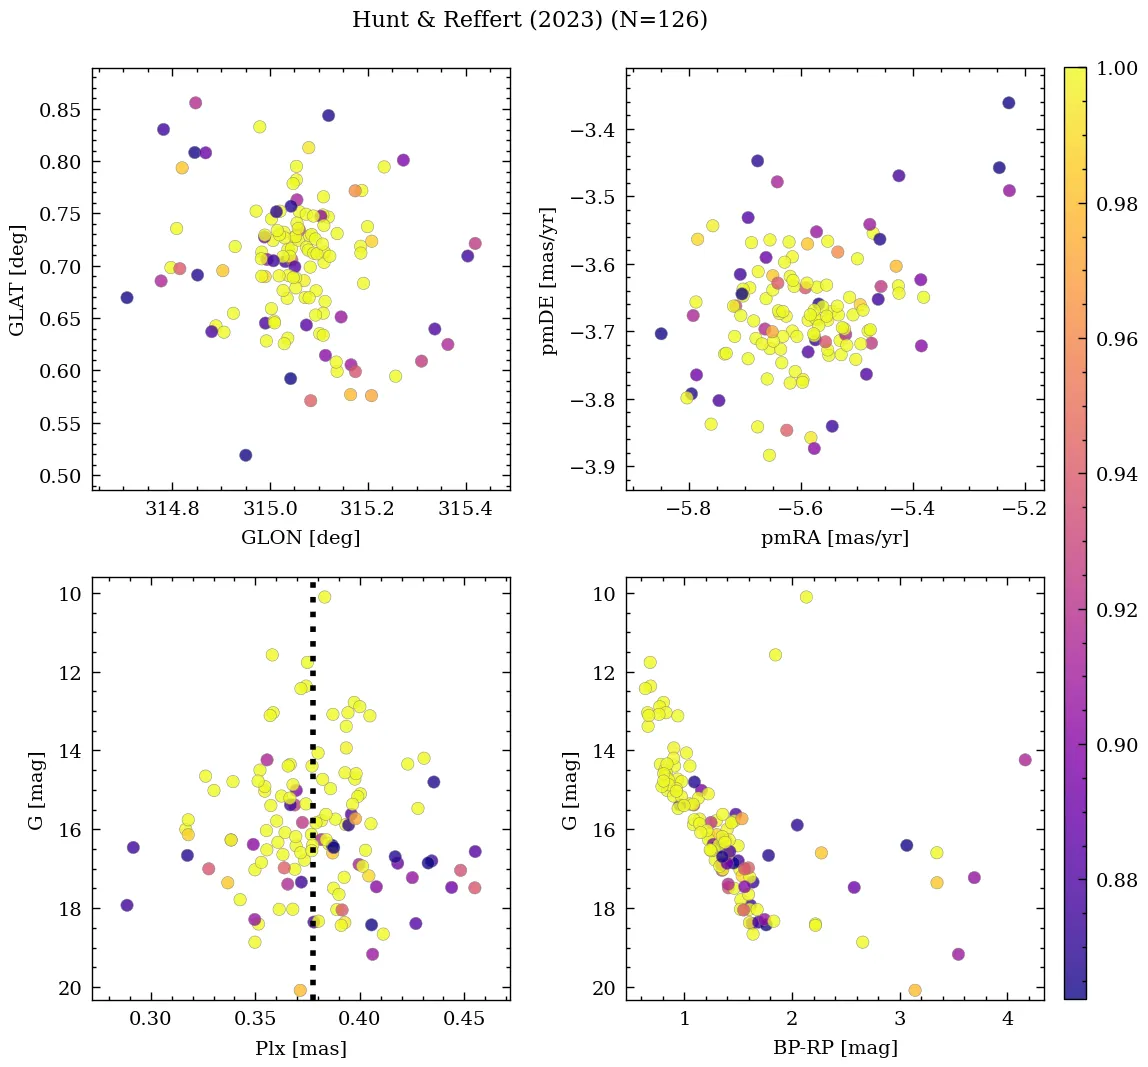 Hunt & Reffert (2023) (N=126)
0.85
0.80
0.75
0.70
0.65
0.60
0.55
0.50
GLAT [deg]
314.8 315.0 315.2 315.4
GLON [deg]
−3.4
−3.5
−3.6
−3.7
−3.8
−3.9
pmDE [mas/yr]
−5.8 −5.6 −5.4 −5.2
pmRA [mas/yr]
10
12
14
16
18
20
G [mag]
0.30 0.35 0.40 0.45
Plx [mas]
10
12
14
16
18
20
G [mag]
1 2 3 4
BP-RP [mag]
1.00
0.98
0.96
0.94
0.92
0.90
0.88